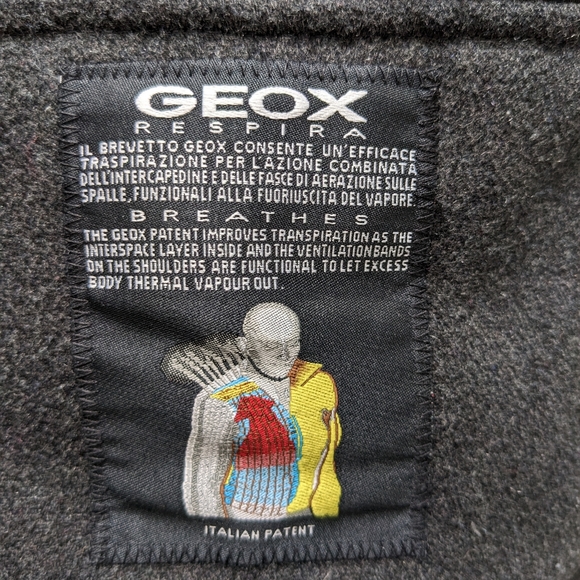 GEOX
RESPIRA
IL BREVETTO GEOX CONSENTE UN'EFFICACE
TRASPIRAZIONE PER L'AZIONE COMBINATA
DELL'INTERCAPEDINE E DELLE FASCE DI AERAZIONE SULLE
SPALLE, FUNZIONALI ALLA FUORIUSCITA DEL VAPORE.
BREATHES
THE GEOX PATENT IMPROVES TRANSPIRATION AS THE
INTERSPACE LAYER INSIDE AND THE VENTILATION BANDS
ON THE SHOULDERS ARE FUNCTIONAL TO LET EXCESS
BODY THERMAL VAPOUR OUT.
ITALIAN PATENT